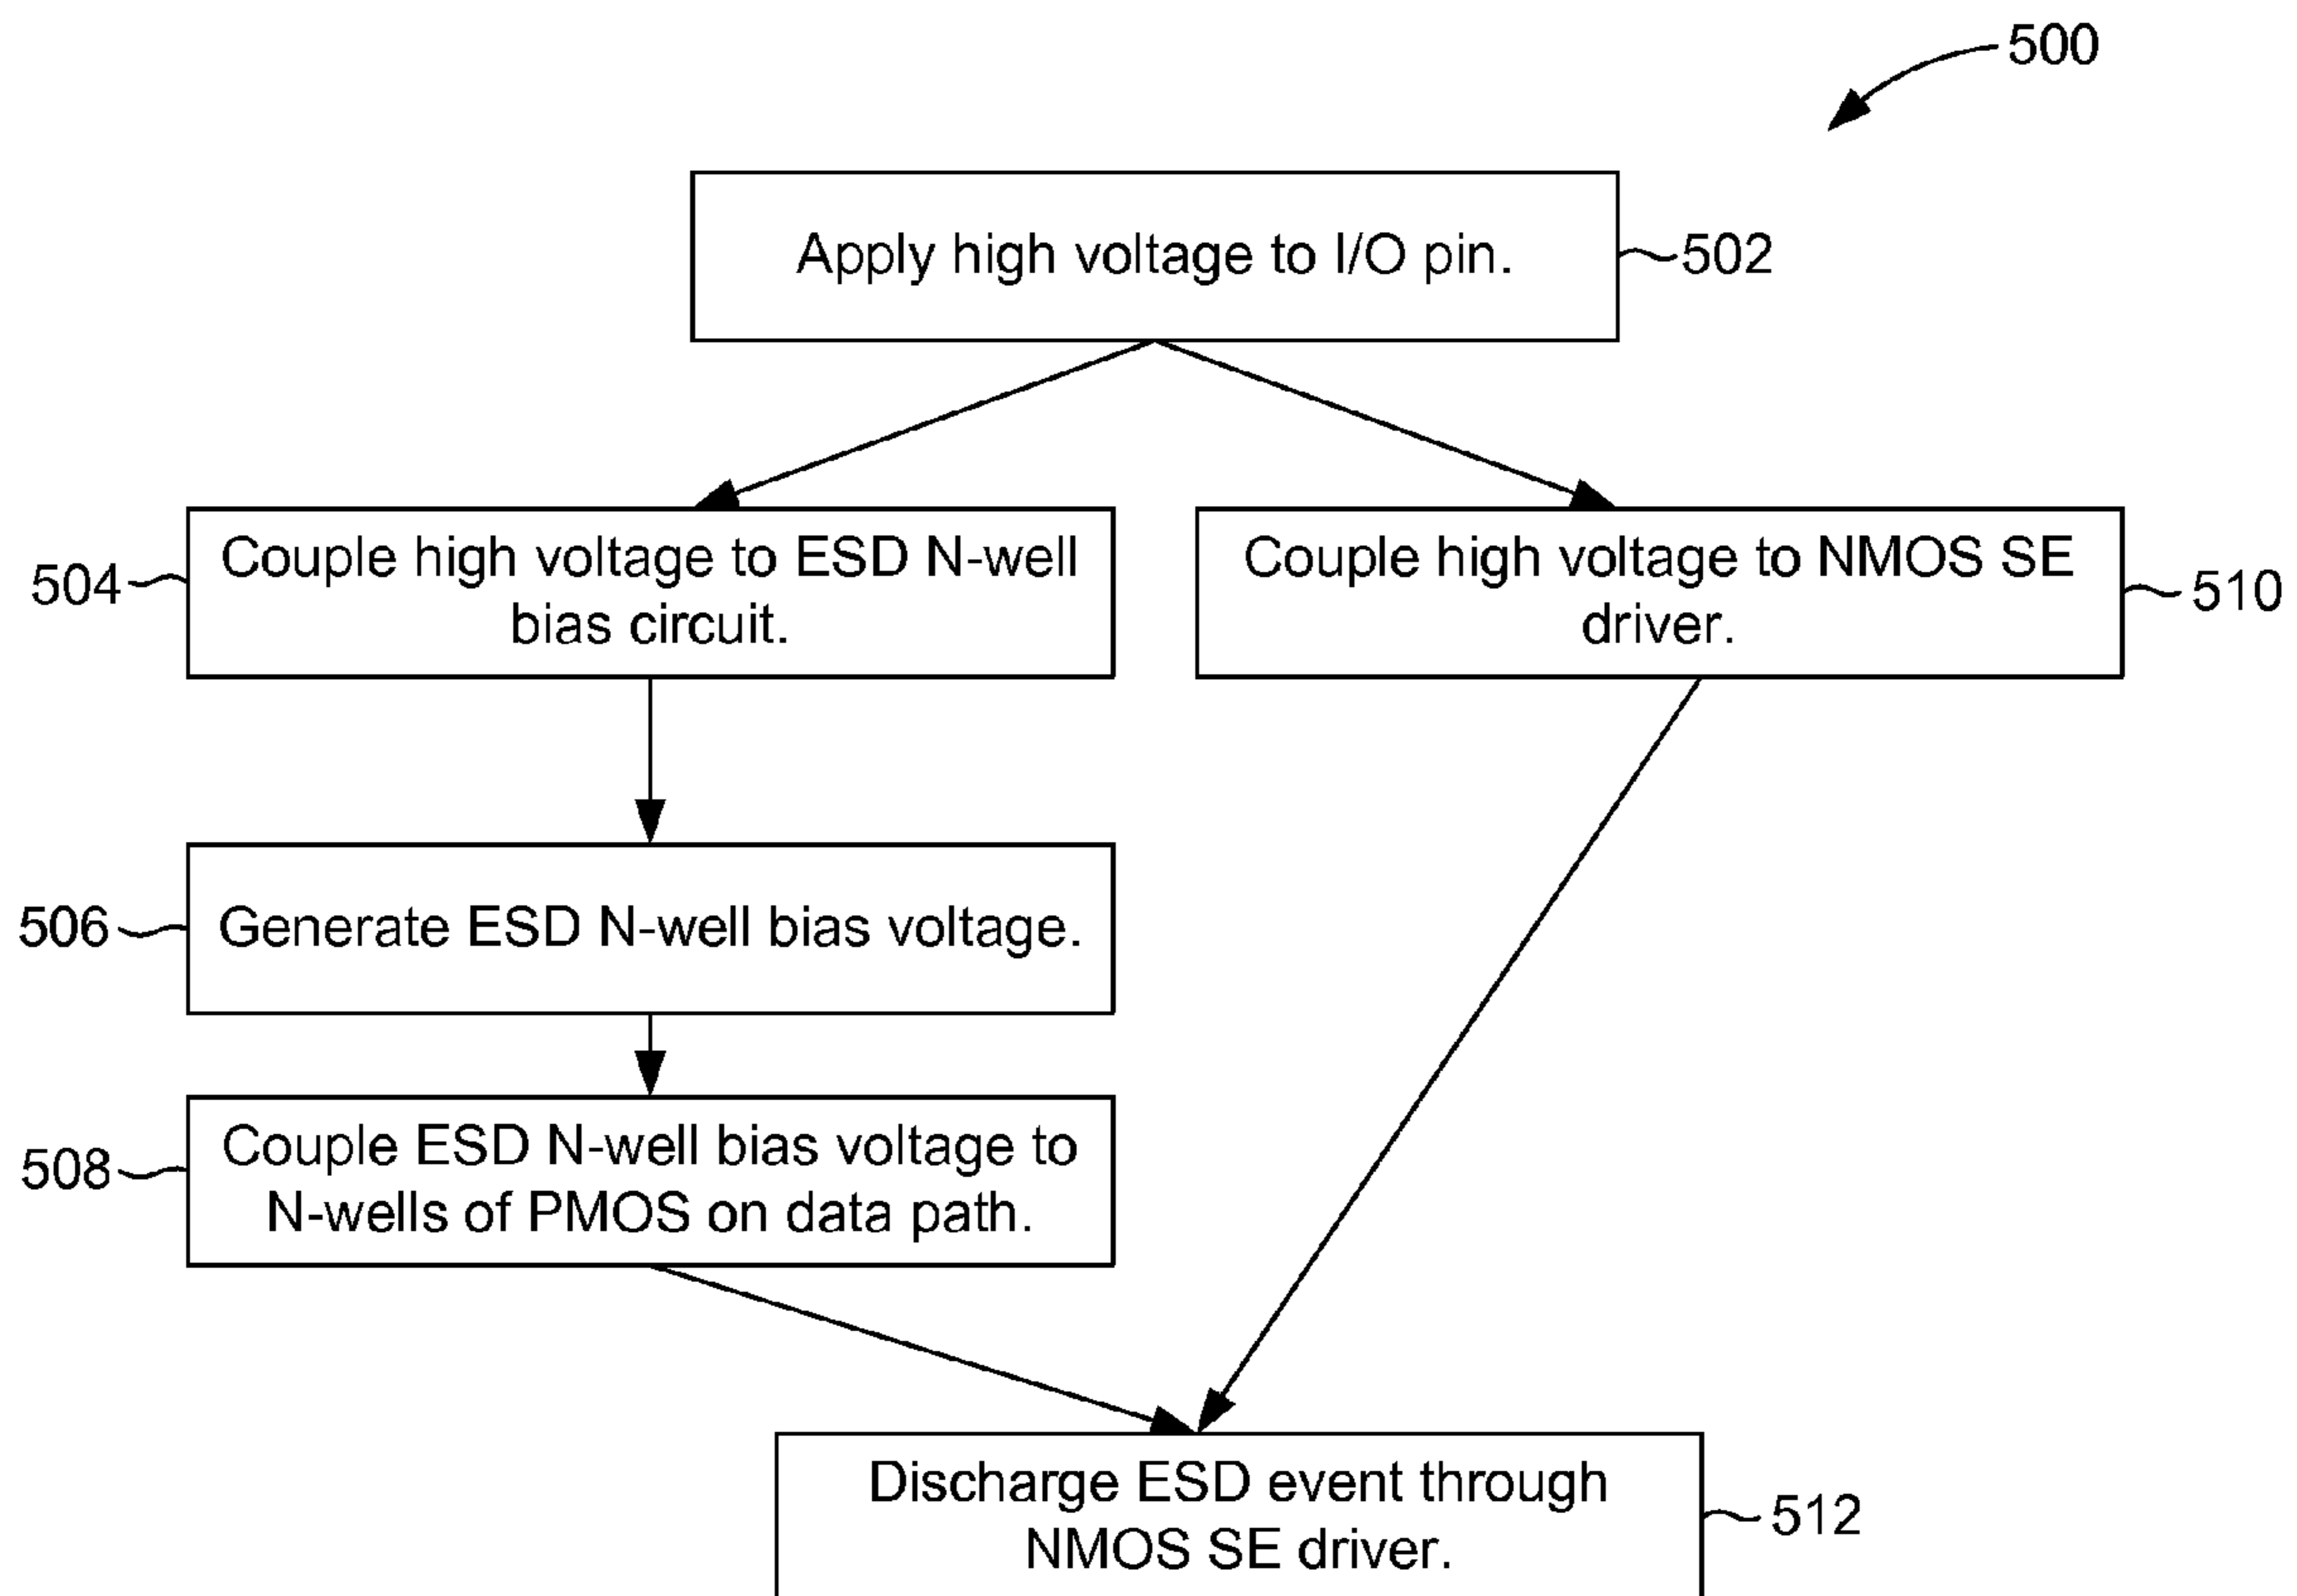 500
Apply high voltage to I/O pin.
502
Couple high voltage to ESD N-well
bias circuit.
504
Couple high voltage to NMOS SE
driver.
510
506
Generate ESD N-well bias voltage.
508
Couple ESD N-well bias voltage to
N-wells of PMOS on data path.
Discharge ESD event through
NMOS SE driver.
512